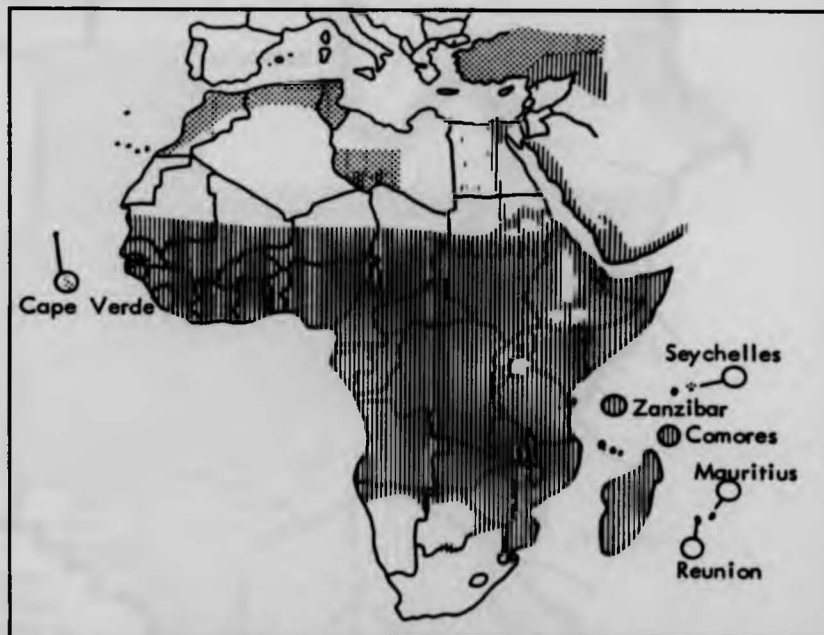 Cape Verde
Seychelles
Zanzibar
Comores
Mauritius
Reunion